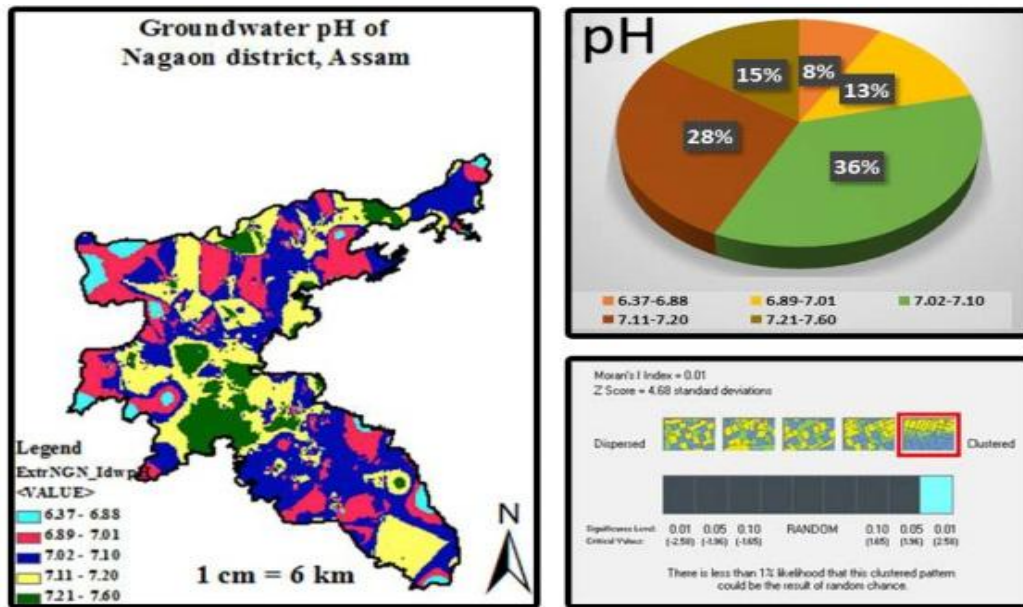 Groundwater pH of
Nagaon district, Assam
Legend
<VALUE>
6.37 - 6.88
6.89 - 7.01
7.02 - 7.10
7.11 - 7.20
7.21 - 7.60
1 cm = 6 km
N
pH
15%
8%
13%
28%
36%
6.37-6.88 6.89-7.01 7.02-7.10
7.11-7.20 7.21-7.60
Moran's I Index = 0.01
Z Score = 4.68 standard deviations
Dispersed Clustered
Significance Level: 0.01 0.05 0.10 RANDOM 0.10 0.05 0.01
Critical Values: (-2.58) (-1.96) (-1.65) (1.65) (1.96) (2.58)
There is less than 1% likelihood that this clustered pattern
could be the result of random chance.